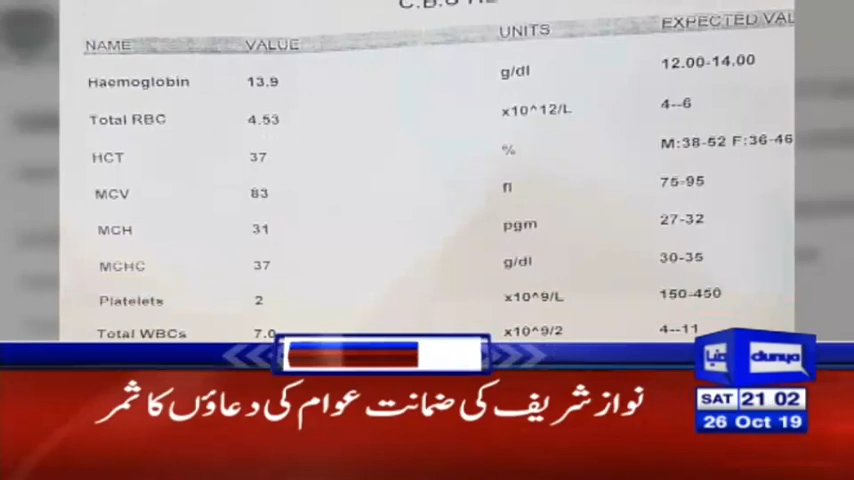 NAME VALUE UNITS EXPECTED VAL
Haemoglobin 13.9 g/dl 12.00-14.00
Total RBC 4.53 x10^12/L 4--6
HCT 37 % M:38-52 F:36-46
MCV 83 fl 75-95
MCH 31 pgm 27-32
MCHC 37 g/dl 30-35
Platelets 2 x10^9/L 150-450
Total WBCs 7.0 x10^9/2 4--11
دنیا dunya
SAT 21 02
26 Oct 19
نواز شریف کی ضمانت عوام کی دعاؤں کا ثمر